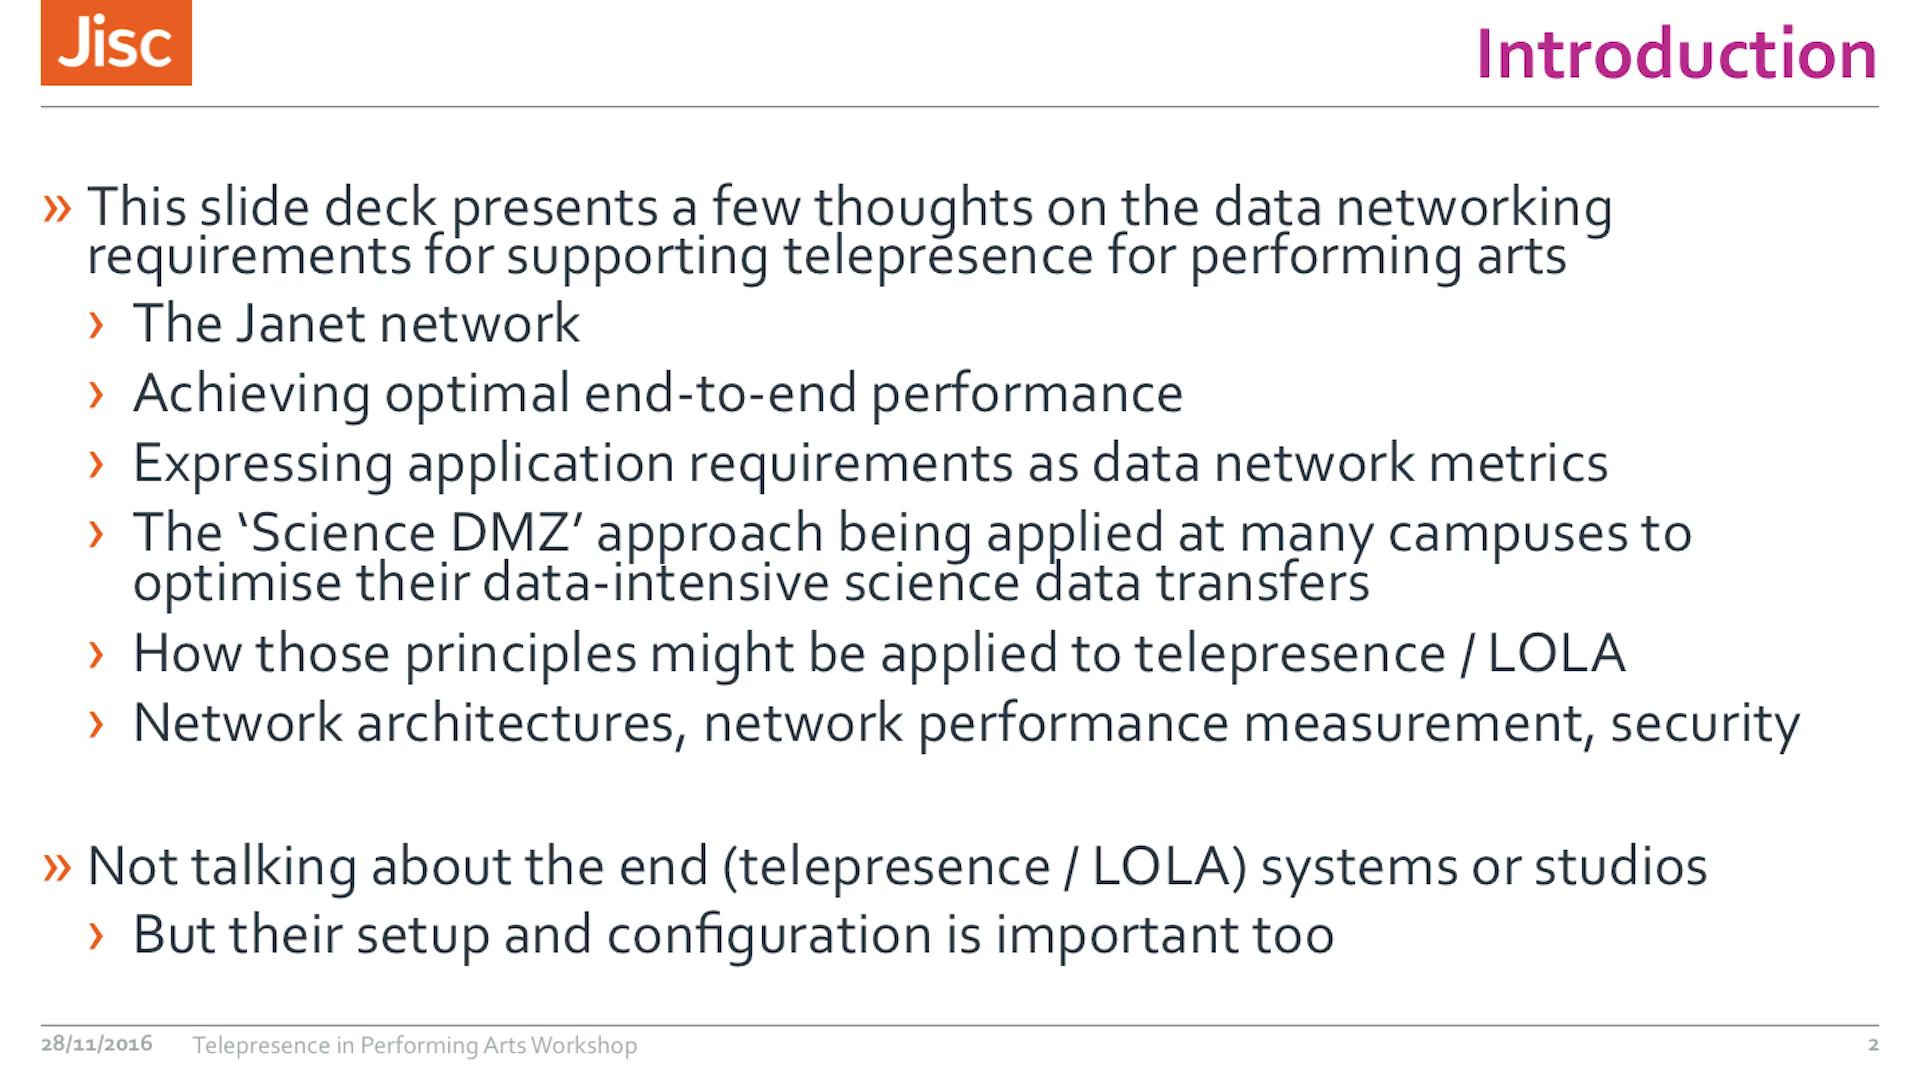 Jisc
Introduction
» This slide deck presents a few thoughts on the data networking
requirements for supporting telepresence for performing arts
› The Janet network
› Achieving optimal end-to-end performance
› Expressing application requirements as data network metrics
› The ‘Science DMZ’ approach being applied at many campuses to
optimise their data-intensive science data transfers
› How those principles might be applied to telepresence / LOLA
› Network architectures, network performance measurement, security
» Not talking about the end (telepresence / LOLA) systems or studios
› But their setup and configuration is important too
28/11/2016 Telepresence in Performing Arts Workshop 2